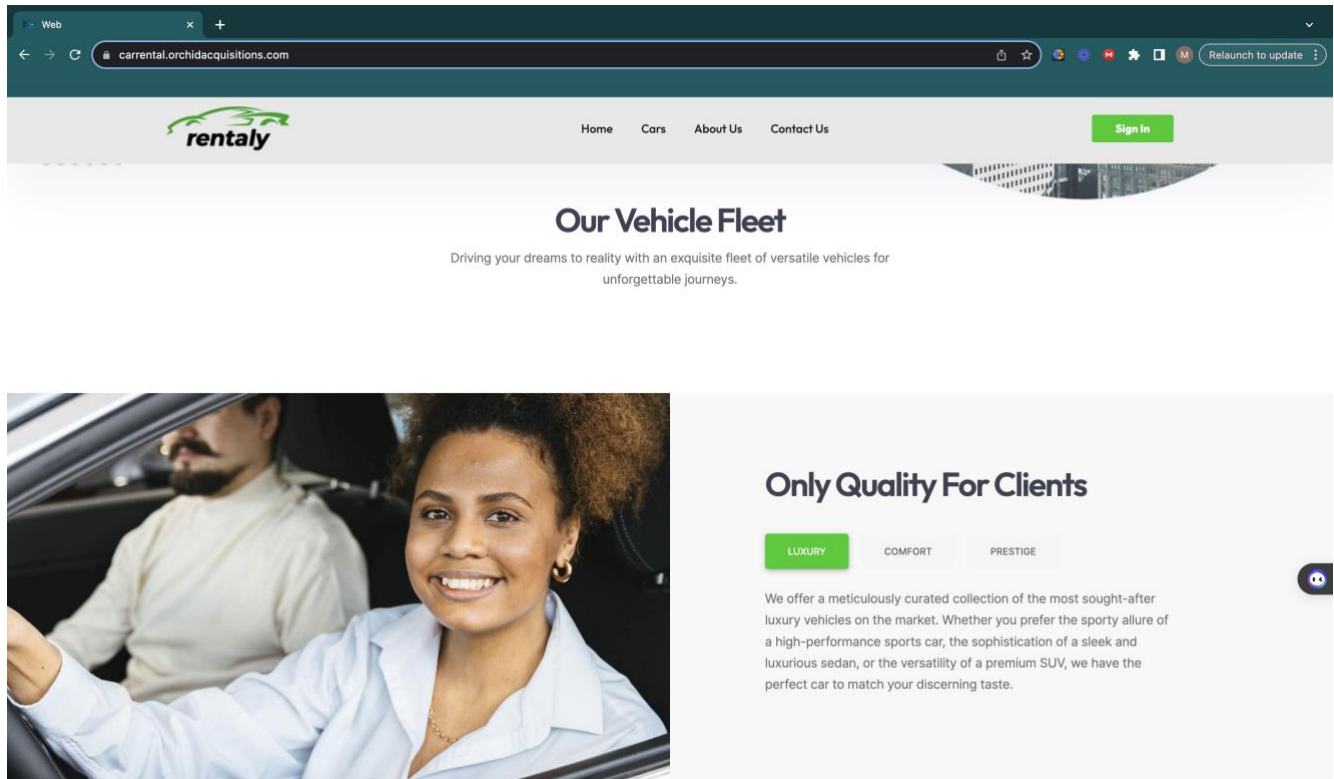 Web
carrental.orchidacquisitions.com
M
M
Relaunch to update
rentaly
Home Cars About Us Contact Us
Sign In
Our Vehicle Fleet
Driving your dreams to reality with an exquisite fleet of versatile vehicles for
unforgettable journeys.
Only Quality For Clients
LUXURY COMFORT PRESTIGE
We offer a meticulously curated collection of the most sought-after
luxury vehicles on the market. Whether you prefer the sporty allure of
a high-performance sports car, the sophistication of a sleek and
luxurious sedan, or the versatility of a premium SUV, we have the
perfect car to match your discerning taste.